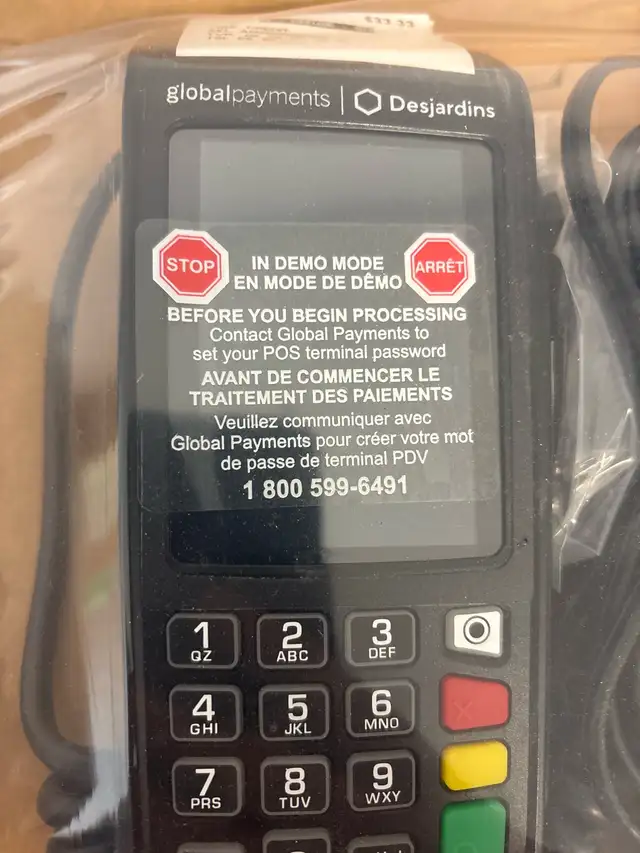 globalpayments | Desjardins
STOP
IN DEMO MODE
EN MODE DE DÊMO
ARRÊT
BEFORE YOU BEGIN PROCESSING
Contact Global Payments to
set your POS terminal password
AVANT DE COMMENCER LE
TRAITEMENT DES PAIEMENTS
Veuillez communiquer avec
Global Payments pour créer votre mot
de passe de terminal PDV
1 800 599-6491
1 2 3
QZ ABC DEF
4 5 6
GHI JKL MNO
7 8 9
PRS TUV WXY